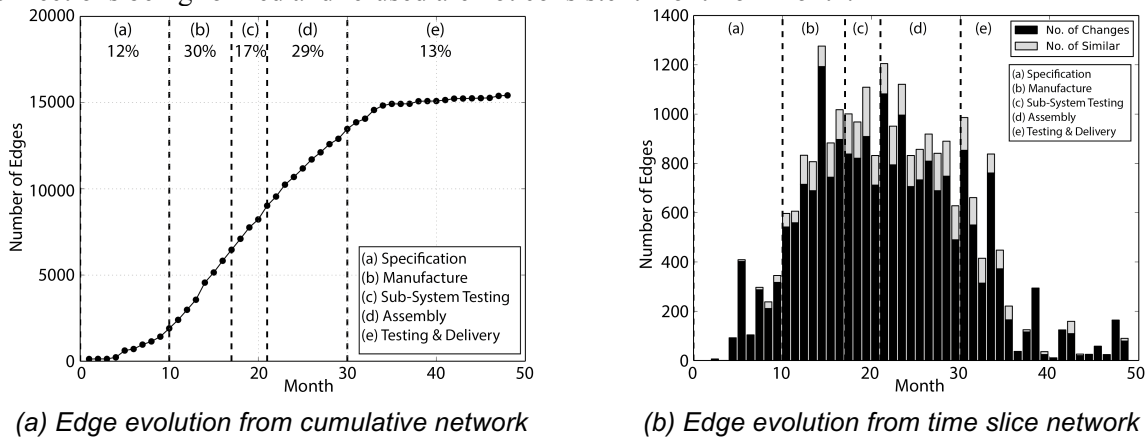 20000
15000
10000
5000
0
Number of Edges
(a) (b) (c) (d) (e)
12% 30% 17% 29% 13%
(a) Specification
(b) Manufacture
(c) Sub-System Testing
(d) Assembly
(e) Testing & Delivery
0 10 20 30 40 50
Month
(a) Edge evolution from cumulative network
1400
1200
1000
800
600
400
200
0
Number of Edges
(a) (b) (c) (d) (e)
No. of Changes
No. of Similar
(a) Specification
(b) Manufacture
(c) Sub-System Testing
(d) Assembly
(e) Testing & Delivery
0 10 20 30 40 50
Month
(b) Edge evolution from time slice network